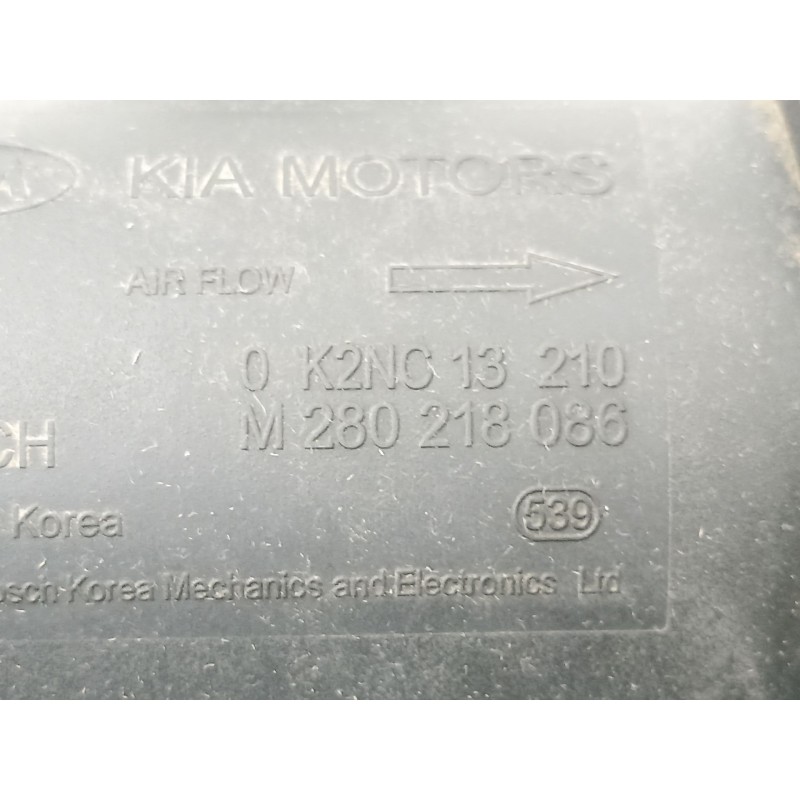 KIA MOTORS
AIR FLOW
0 K2NC 13 210
M 280 218 086
CH
Korea
539
osch Korea Mechanics and Electronics Ltd